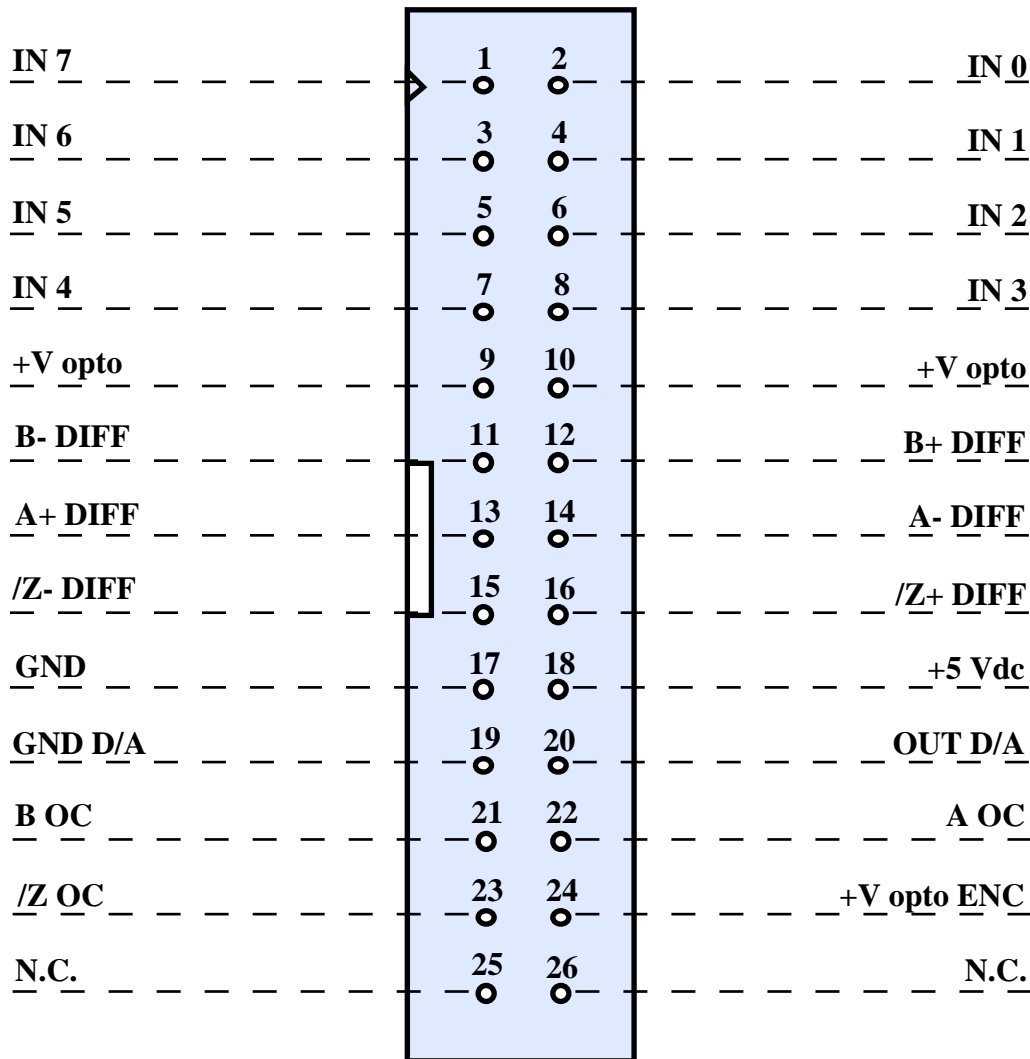 IN 7 1 2 IN 0
IN 6 3 4 IN 1
IN 5 5 6 IN 2
IN 4 7 8 IN 3
+V opto 9 10 +V opto
B- DIFF 11 12 B+ DIFF
A+ DIFF 13 14 A- DIFF
/Z- DIFF 15 16 /Z+ DIFF
GND 17 18 +5 Vdc
GND D/A 19 20 OUT D/A
B OC 21 22 A OC
/Z OC 23 24 +V opto ENC
N.C. 25 26 N.C.